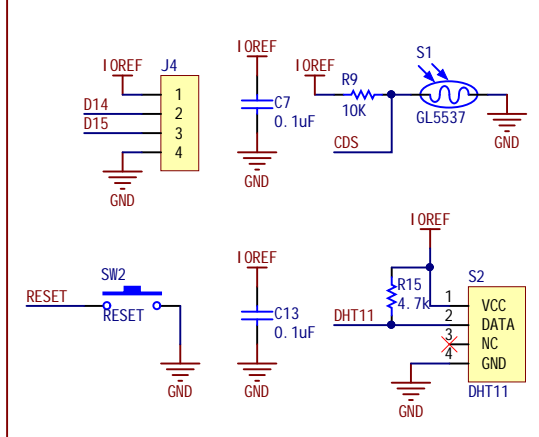 IOREF
J4
D14
D15
1
2
3
4
GND
IOREF
C7
0.1uF
GND
IOREF
R9
10K
CDS
S1
GL5537
GND
RESET
SW2
RESET
GND
IOREF
C13
0.1uF
GND
IOREF
R15
4.7k
DHT11
S2
1
2
3
4
VCC
DATA
NC
GND
DHT11
GND